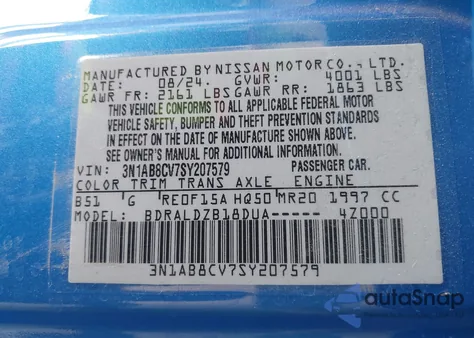 MANUFACTURED BY NISSAN MOTOR CO., LTD.
DATE: 08/24. GVWR: 4001 LBS
GAWR FR: 2161 LBS GAWR RR: 1863 LBS
THIS VEHICLE CONFORMS TO ALL APPLICABLE FEDERAL MOTOR
VEHICLE SAFETY, BUMPER AND THEFT PREVENTION STANDARDS
IN EFFECT ON THE DATE OF MANUFACTURE SHOWN ABOVE.
SEE OWNER'S MANUAL FOR ADDITIONAL INFORMATION.
VIN: 3N1AB8CV7SY207579 PASSENGER CAR.
COLOR TRIM TRANS AXLE ENGINE
B51 G RE0F15A HQ50 MR20 1997 CC
MODEL: BDRALDZB18DUA----- 4Z000
3N1AB8CV7SY207579
autoSnap